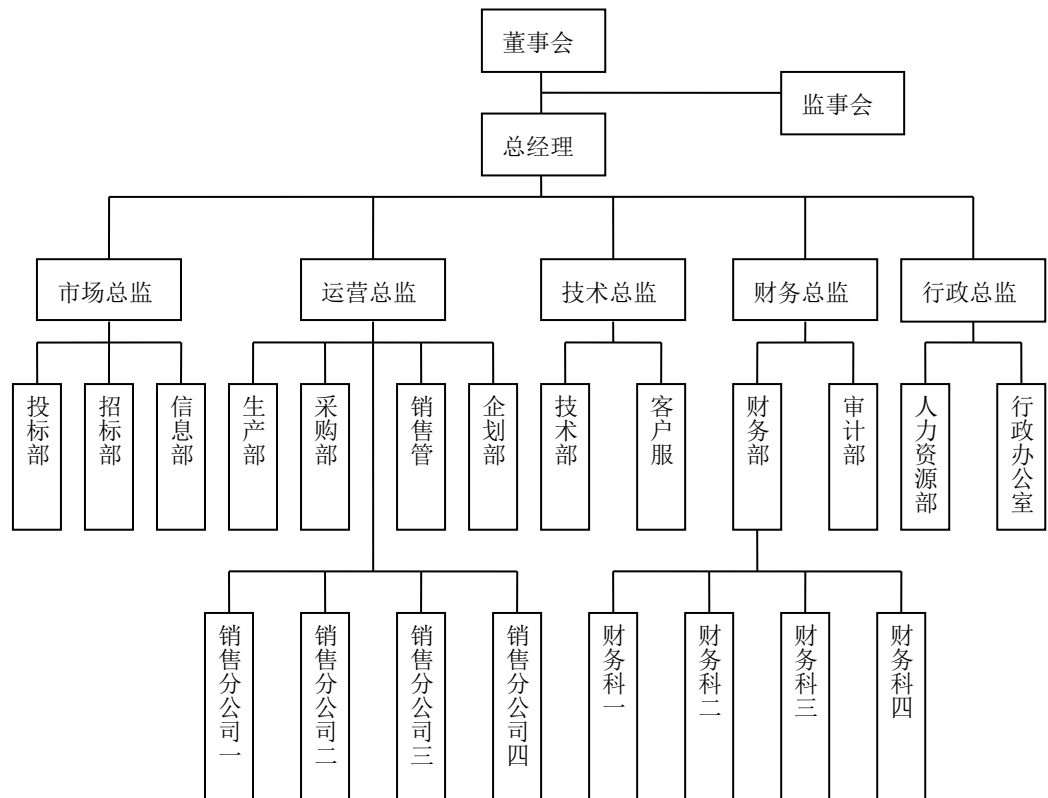 董事会
监事会
总经理
市场总监
运营总监
技术总监
财务总监
行政总监
投标部
招标部
信息部
生产部
采购部
销售管
企划部
技术部
客户服
财务部
审计部
人力资源部
行政办公室
销售分公司一
销售分公司二
销售分公司三
销售分公司四
财务科一
财务科二
财务科三
财务科四